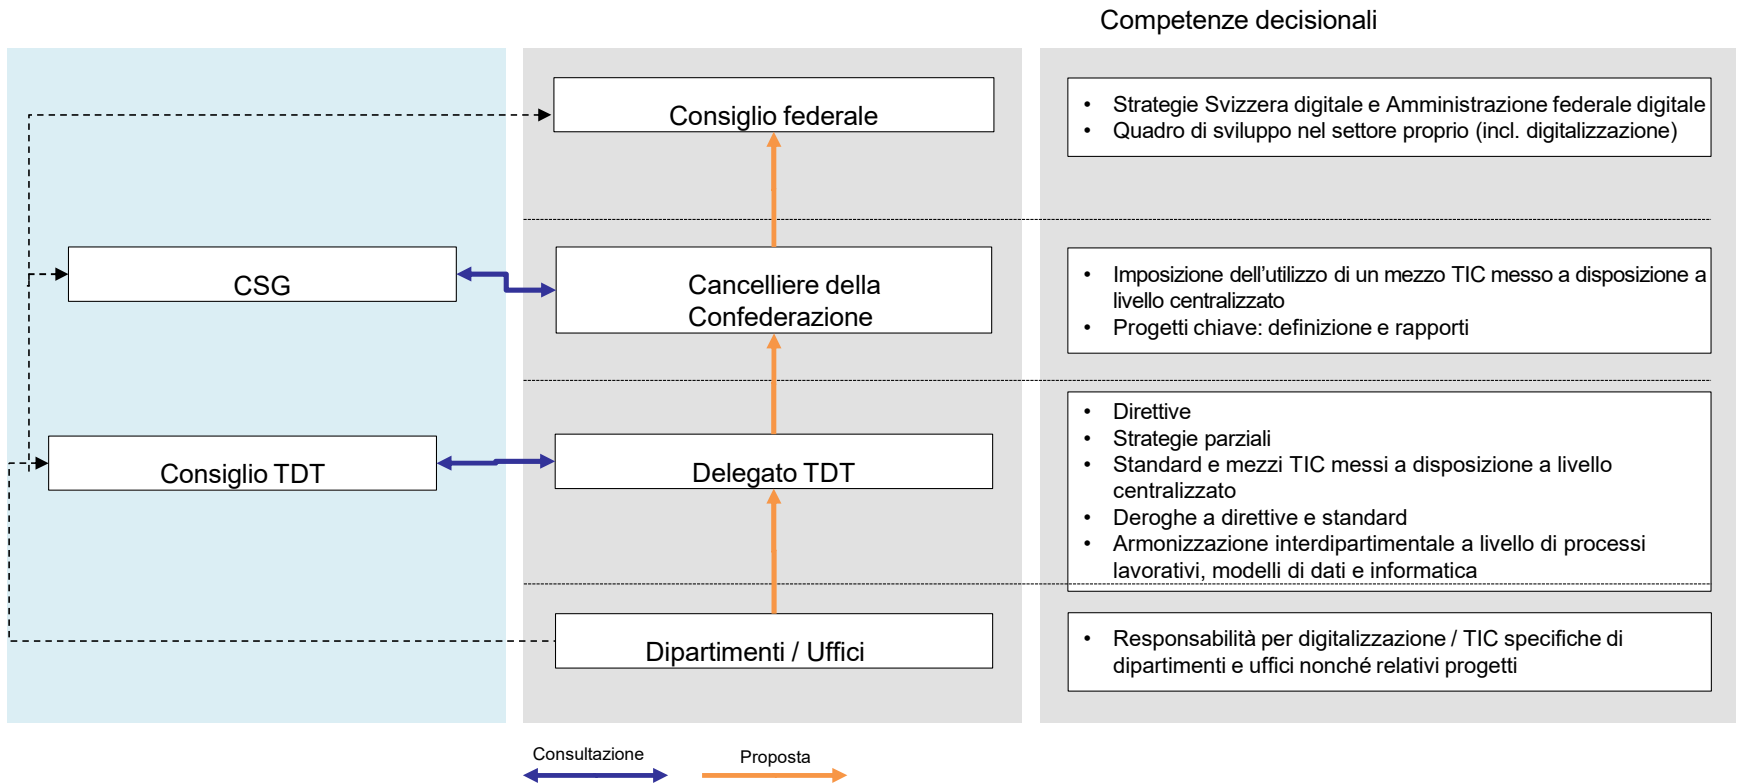 Competenze decisionali
Consiglio federale
• Strategie Svizzera digitale e Amministrazione federale digitale
• Quadro di sviluppo nel settore proprio (incl. digitalizzazione)
CSG
Cancelliere della
Confederazione
• Imposizione dell’utilizzo di un mezzo TIC messo a disposizione a
livello centralizzato
• Progetti chiave: definizione e rapporti
Consiglio TDT
Delegato TDT
• Direttive
• Strategie parziali
• Standard e mezzi TIC messi a disposizione a livello
centralizzato
• Deroghe a direttive e standard
• Armonizzazione interdipartimentale a livello di processi
lavorativi, modelli di dati e informatica
Dipartimenti / Uffici
• Responsabilità per digitalizzazione / TIC specifiche di
dipartimenti e uffici nonché relativi progetti
Consultazione
Proposta